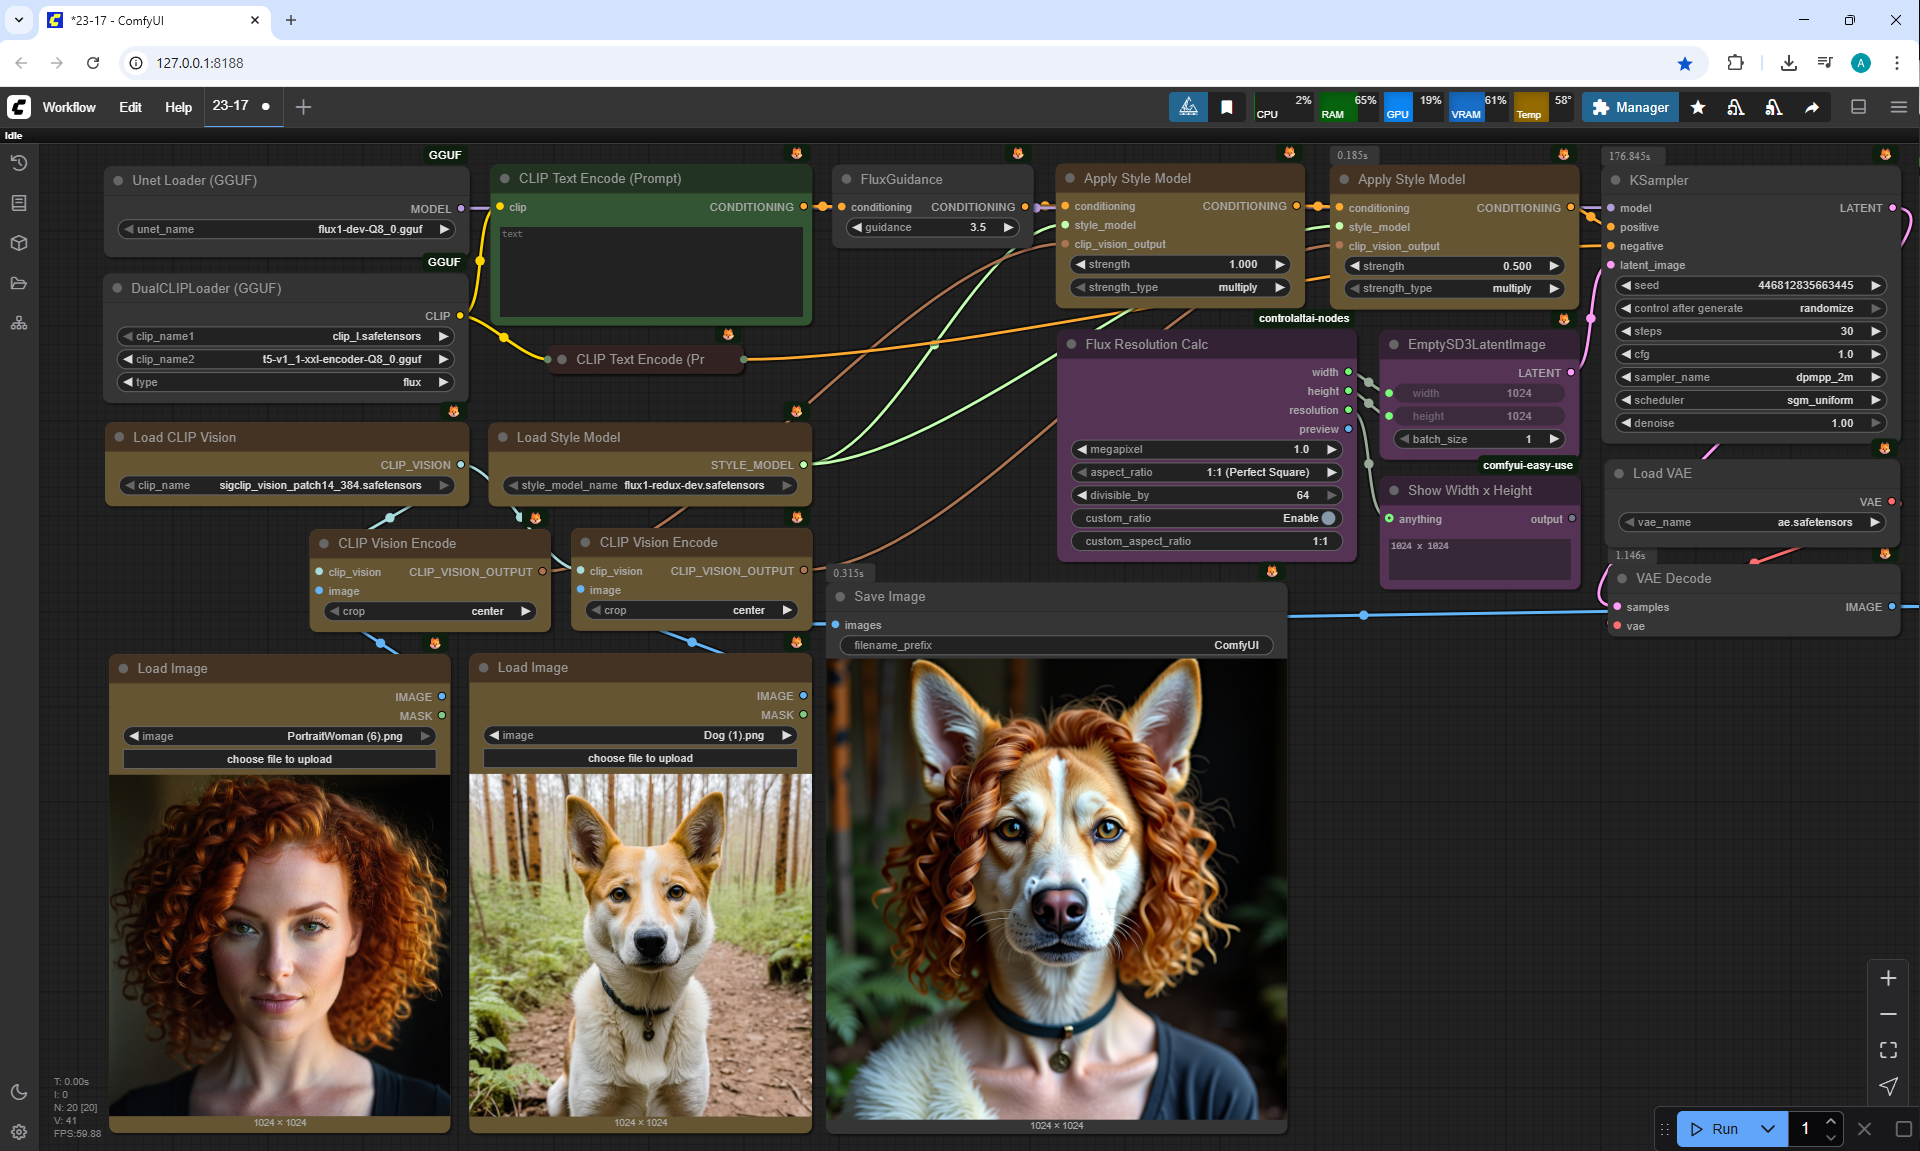 *23-17 - ComfyUI
127.0.0.1:8188
A
Workflow
Edit
Help
23-17
CPU
2%
RAM
65%
GPU
19%
VRAM
61%
Temp
58°
Manager
Idle
GGUF
Unet Loader (GGUF)
MODEL
unet_name
flux1-dev-Q8_0.gguf
GGUF
DualCLIPLoader (GGUF)
CLIP
clip_name1
clip_l.safetensors
clip_name2
t5-v1_1-xxl-encoder-Q8_0.gguf
type
flux
CLIP Text Encode (Prompt)
clip
CONDITIONING
text
CLIP Text Encode (Pr
FluxGuidance
conditioning
CONDITIONING
guidance
3.5
Apply Style Model
conditioning
CONDITIONING
style_model
clip_vision_output
strength
1.000
strength_type
multiply
0.185s
Apply Style Model
conditioning
CONDITIONING
style_model
clip_vision_output
strength
0.500
strength_type
multiply
176.845s
KSampler
model
LATENT
positive
negative
latent_image
seed
446812835663445
control after generate
randomize
steps
30
cfg
1.0
sampler_name
dpmpp_2m
scheduler
sgm_uniform
denoise
1.00
controlaltai-nodes
Flux Resolution Calc
width
height
resolution
preview
megapixel
1.0
aspect_ratio
1:1 (Perfect Square)
divisible_by
64
custom_ratio
Enable
custom_aspect_ratio
1:1
EmptySD3LatentImage
LATENT
width
1024
height
1024
batch_size
1
comfyui-easy-use
Show Width x Height
anything
output
1024 x 1024
Load VAE
VAE
vae_name
ae.safetensors
1.146s
VAE Decode
samples
IMAGE
vae
Load CLIP Vision
CLIP_VISION
clip_name
sigclip_vision_patch14_384.safetensors
Load Style Model
STYLE_MODEL
style_model_name
flux1-redux-dev.safetensors
CLIP Vision Encode
clip_vision
CLIP_VISION_OUTPUT
image
crop
center
CLIP Vision Encode
clip_vision
CLIP_VISION_OUTPUT
image
crop
center
0.315s
Save Image
images
filename_prefix
ComfyUI
1024 × 1024
Load Image
IMAGE
MASK
image
PortraitWoman (6).png
choose file to upload
1024 × 1024
Load Image
IMAGE
MASK
image
Dog (1).png
choose file to upload
1024 × 1024
T: 0.00s
I: 0
N: 20 [20]
V: 41
FPS:59.88
Run
1